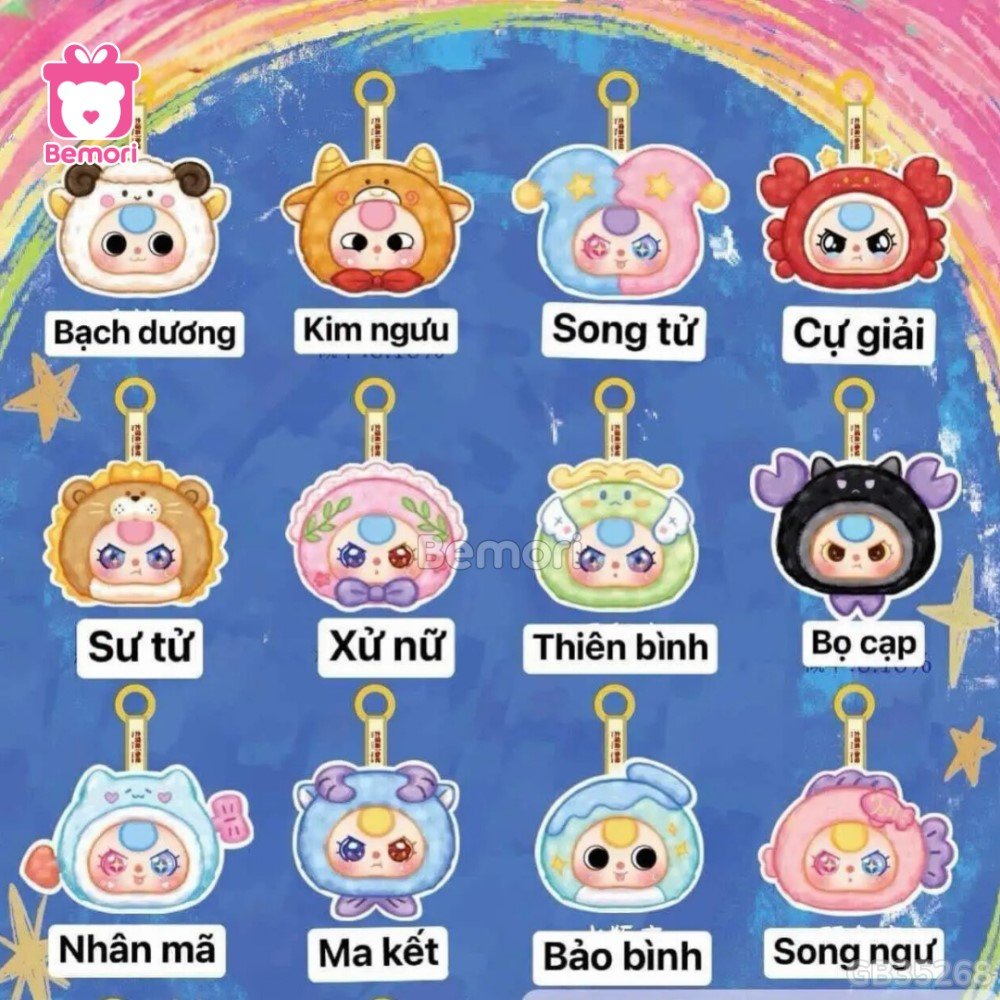 Bemori
Bạch dương
Kim ngưu
Song tử
Cự giải
Bemori
Sư tử
Xử nữ
Thiên bình
Bọ cạp
Nhân mã
Ma kết
Bảo bình
Song ngư
GB35268